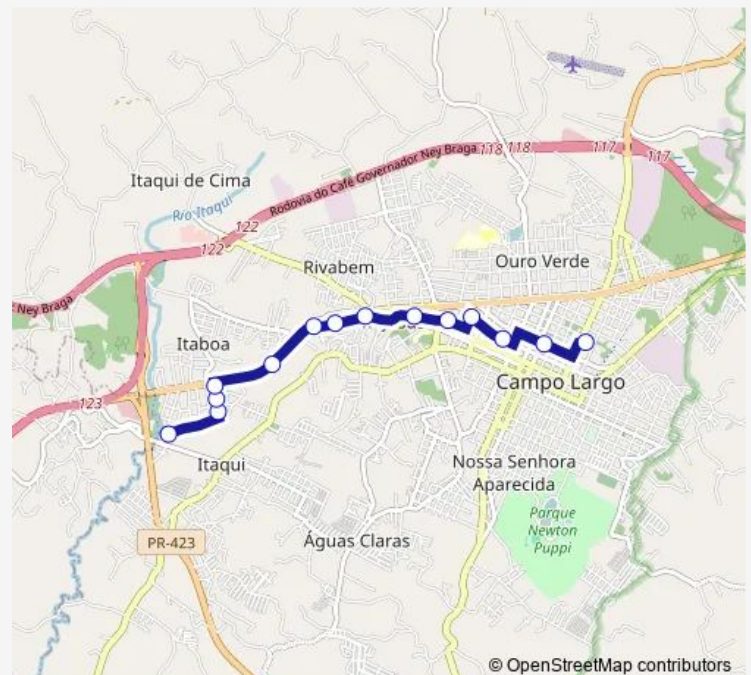 117
118 118
117
Rodovia do Café Governador Ney Braga
Itaqui de Cima
Rio Itaqui
122
122
Rivabem
Ouro Verde
Ney Braga
Itaboa
123
Campo Largo
Itaqui
Nossa Senhora
Aparecida
Parque
Newton
Puppi
PR-423
Águas Claras
© OpenStreetMap contributors